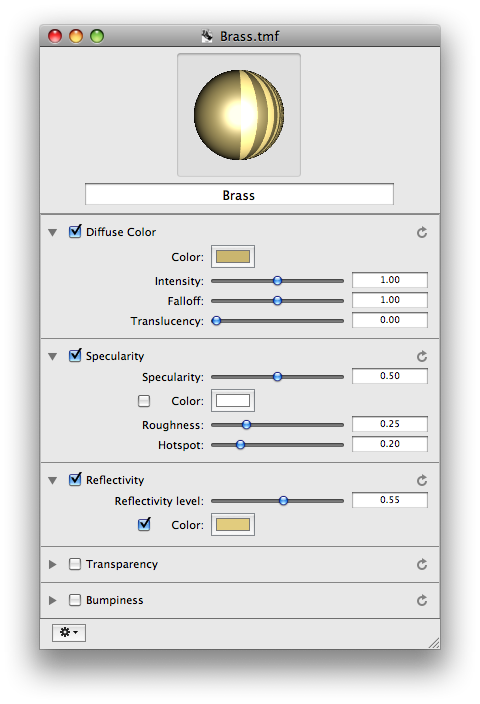 Brass.tmf
Brass
Diffuse Color
Color:
Intensity: 1.00
Falloff: 1.00
Translucency: 0.00
Specularity
Specularity: 0.50
Color:
Roughness: 0.25
Hotspot: 0.20
Reflectivity
Reflectivity level: 0.55
Color:
Transparency
Bumpiness